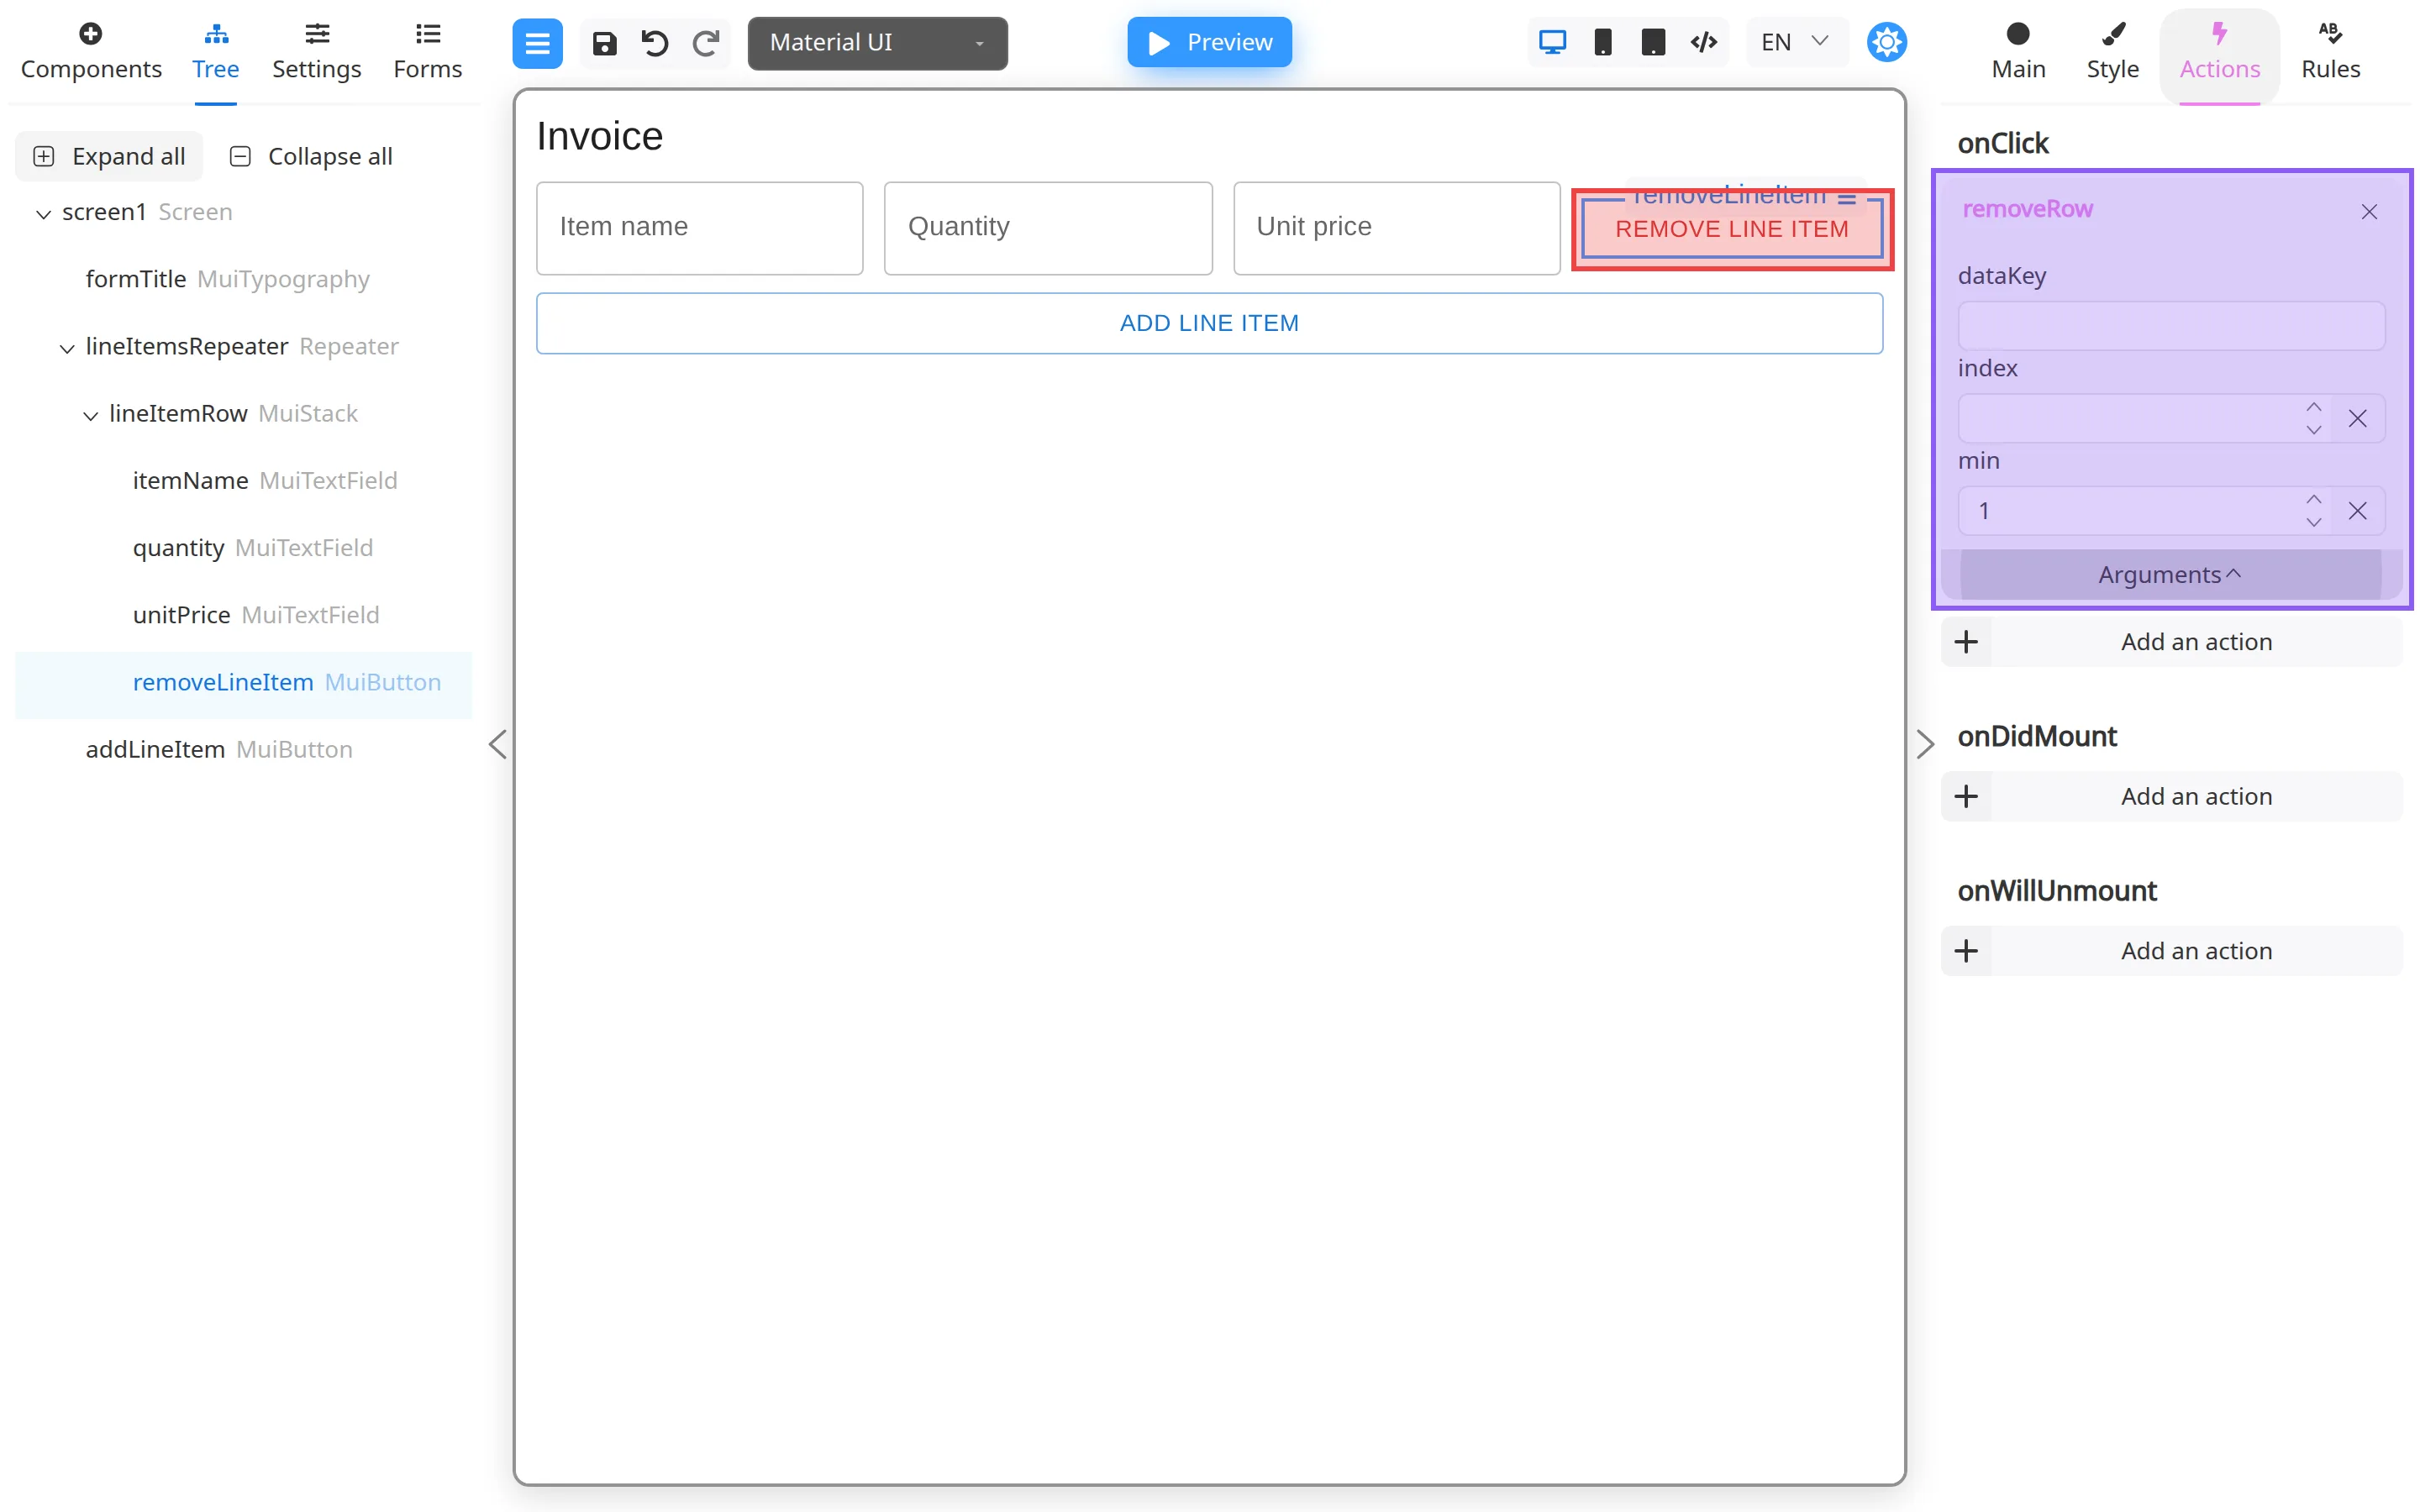 Components
Tree
Settings
Forms
Material UI
Preview
EN
Main
Style
Actions
Rules
Expand all
Collapse all
screen1 Screen
formTitle MuiTypography
lineItemsRepeater Repeater
lineItemRow MuiStack
itemName MuiTextField
quantity MuiTextField
unitPrice MuiTextField
removeLineItem MuiButton
addLineItem MuiButton
Invoice
Item name
Quantity
Unit price
removeLineItem
REMOVE LINE ITEM
ADD LINE ITEM
onClick
removeRow
dataKey
index
min
1
Arguments
Add an action
onDidMount
Add an action
onWillUnmount
Add an action